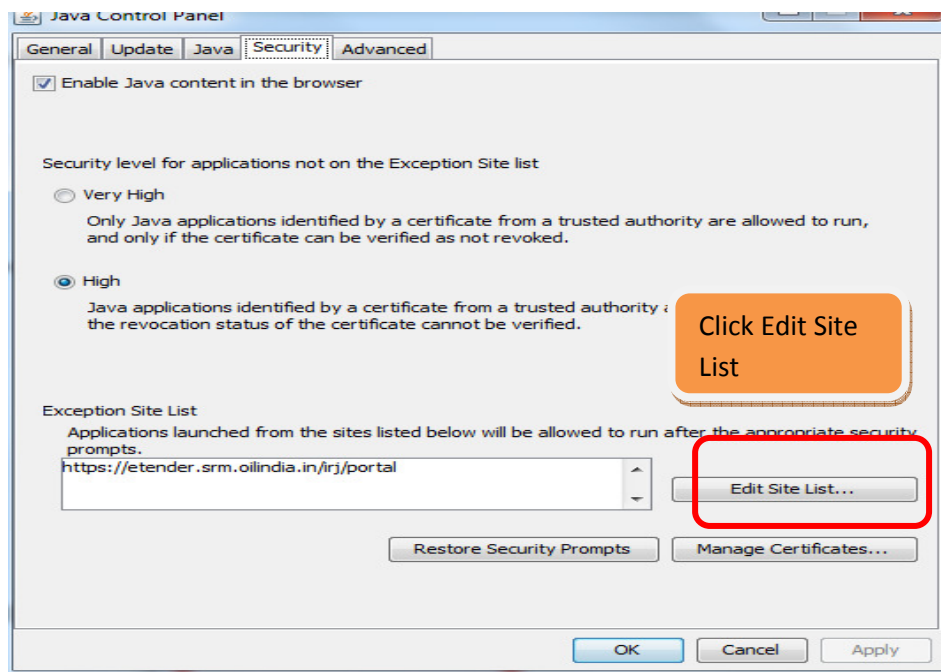 Java Control Panel
General Update Java Security Advanced
Enable Java content in the browser
Security level for applications not on the Exception Site list
Very High
Only Java applications identified by a certificate from a trusted authority are allowed to run,
and only if the certificate can be verified as not revoked.
High
Java applications identified by a certificate from a trusted authority
the revocation status of the certificate cannot be verified.
Click Edit Site
List
Exception Site List
Applications launched from the sites listed below will be allowed to run after the appropriate security
prompts.
https://etender.srm.oilindia.in/irj/portal
Edit Site List...
Restore Security Prompts Manage Certificates...
OK Cancel Apply